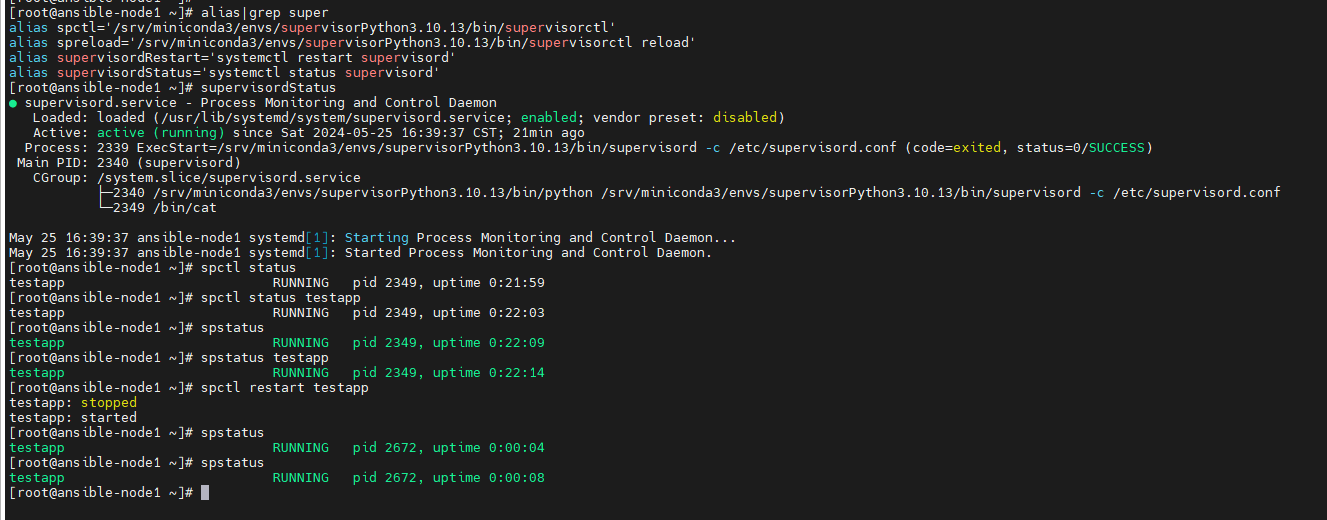 [root@ansible-node1 ~]#
[root@ansible-node1 ~]# alias|grep super
alias spctl='/srv/miniconda3/envs/supervisorPython3.10.13/bin/supervisorctl'
alias spreload='/srv/miniconda3/envs/supervisorPython3.10.13/bin/supervisorctl reload'
alias supervisordRestart='systemctl restart supervisord'
alias supervisordStatus='systemctl status supervisord'
[root@ansible-node1 ~]# supervisordStatus
● supervisord.service - Process Monitoring and Control Daemon
   Loaded: loaded (/usr/lib/systemd/system/supervisord.service; enabled; vendor preset: disabled)
   Active: active (running) since Sat 2024-05-25 16:39:37 CST; 21min ago
  Process: 2339 ExecStart=/srv/miniconda3/envs/supervisorPython3.10.13/bin/supervisord -c /etc/supervisord.conf (code=exited, status=0/SUCCESS)
 Main PID: 2340 (supervisord)
   CGroup: /system.slice/supervisord.service
           ├─2340 /srv/miniconda3/envs/supervisorPython3.10.13/bin/python /srv/miniconda3/envs/supervisorPython3.10.13/bin/supervisord -c /etc/supervisord.conf
           └─2349 /bin/cat
May 25 16:39:37 ansible-node1 systemd[1]: Starting Process Monitoring and Control Daemon...
May 25 16:39:37 ansible-node1 systemd[1]: Started Process Monitoring and Control Daemon.
[root@ansible-node1 ~]# spctl status
testapp                          RUNNING   pid 2349, uptime 0:21:59
[root@ansible-node1 ~]# spctl status testapp
testapp                          RUNNING   pid 2349, uptime 0:22:03
[root@ansible-node1 ~]# spstatus
testapp                          RUNNING   pid 2349, uptime 0:22:09
[root@ansible-node1 ~]# spstatus testapp
testapp                          RUNNING   pid 2349, uptime 0:22:14
[root@ansible-node1 ~]# spctl restart testapp
testapp: stopped
testapp: started
[root@ansible-node1 ~]# spstatus
testapp                          RUNNING   pid 2672, uptime 0:00:04
[root@ansible-node1 ~]# spstatus
testapp                          RUNNING   pid 2672, uptime 0:00:08
[root@ansible-node1 ~]#